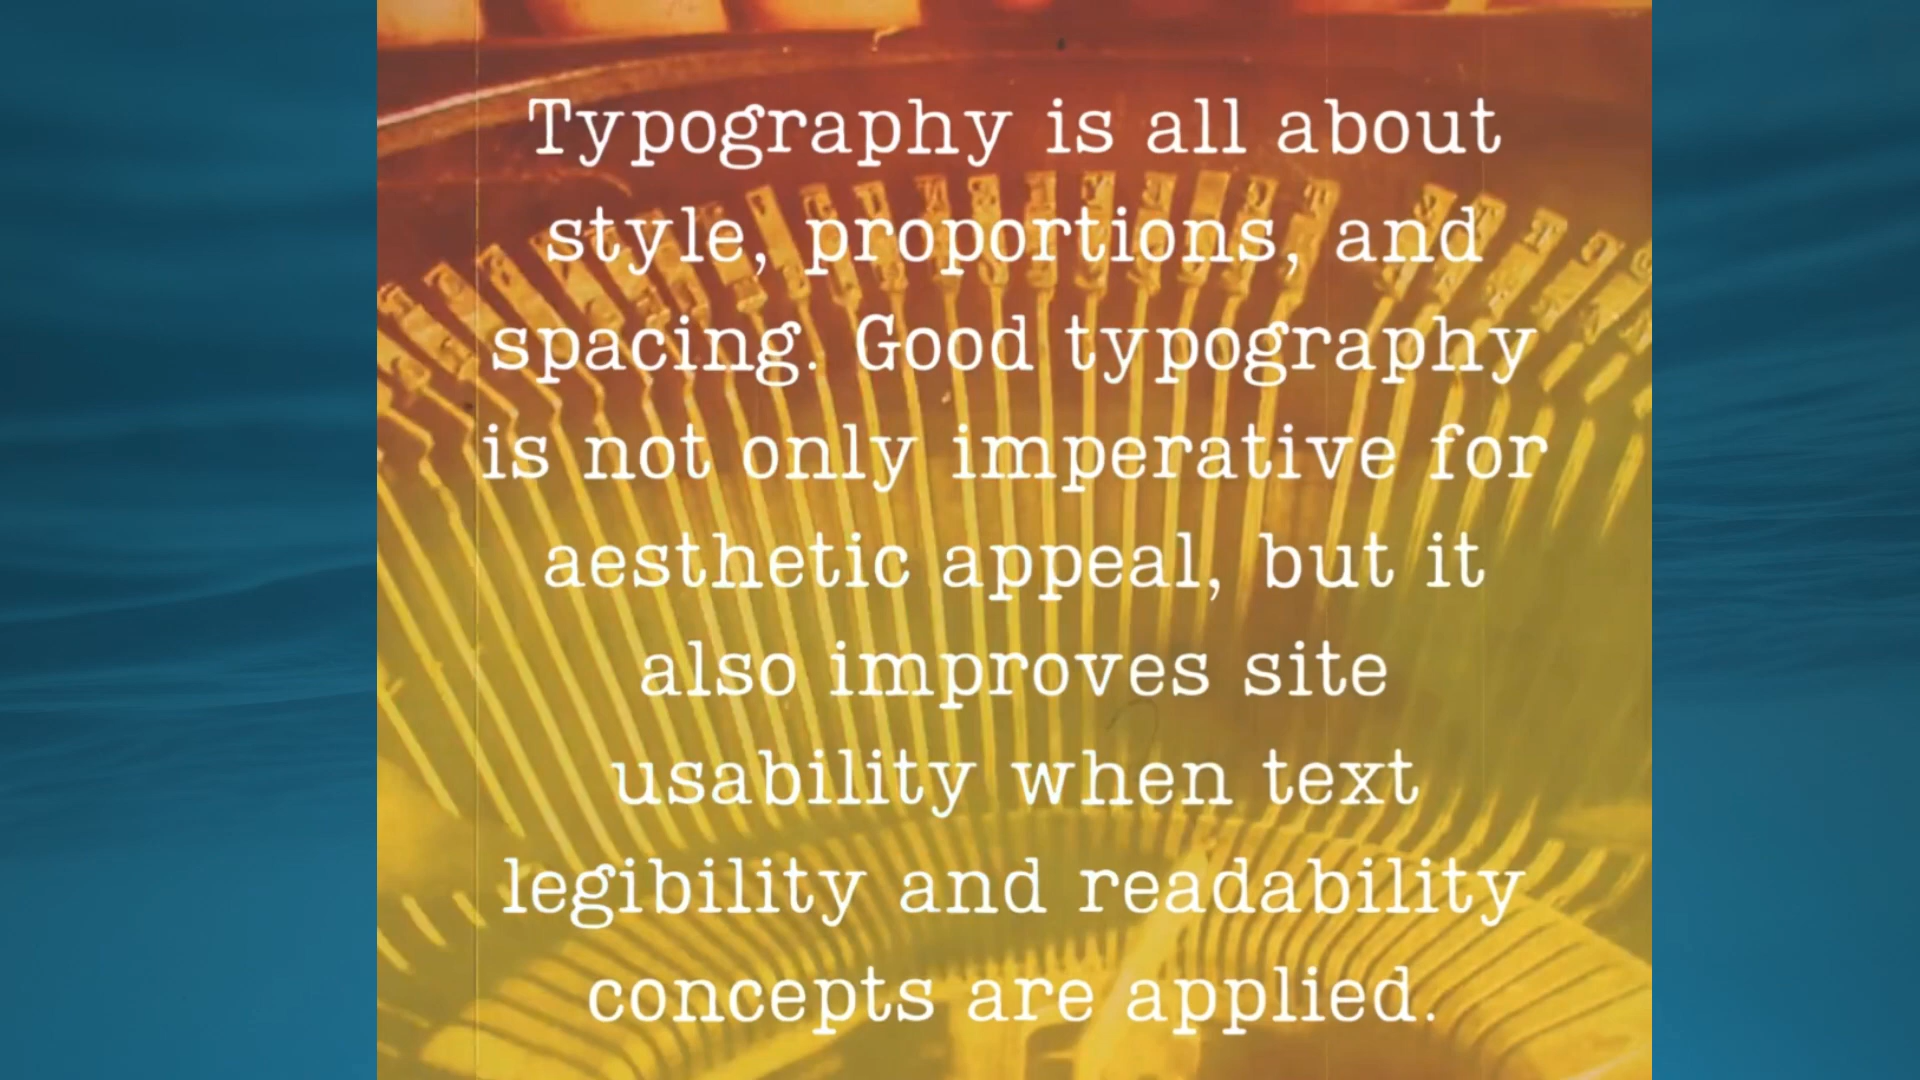 Typography is all about
style, proportions, and
spacing. Good typography
is not only imperative for
aesthetic appeal, but it
also improves site
usability when text
legibility and readability
concepts are applied.